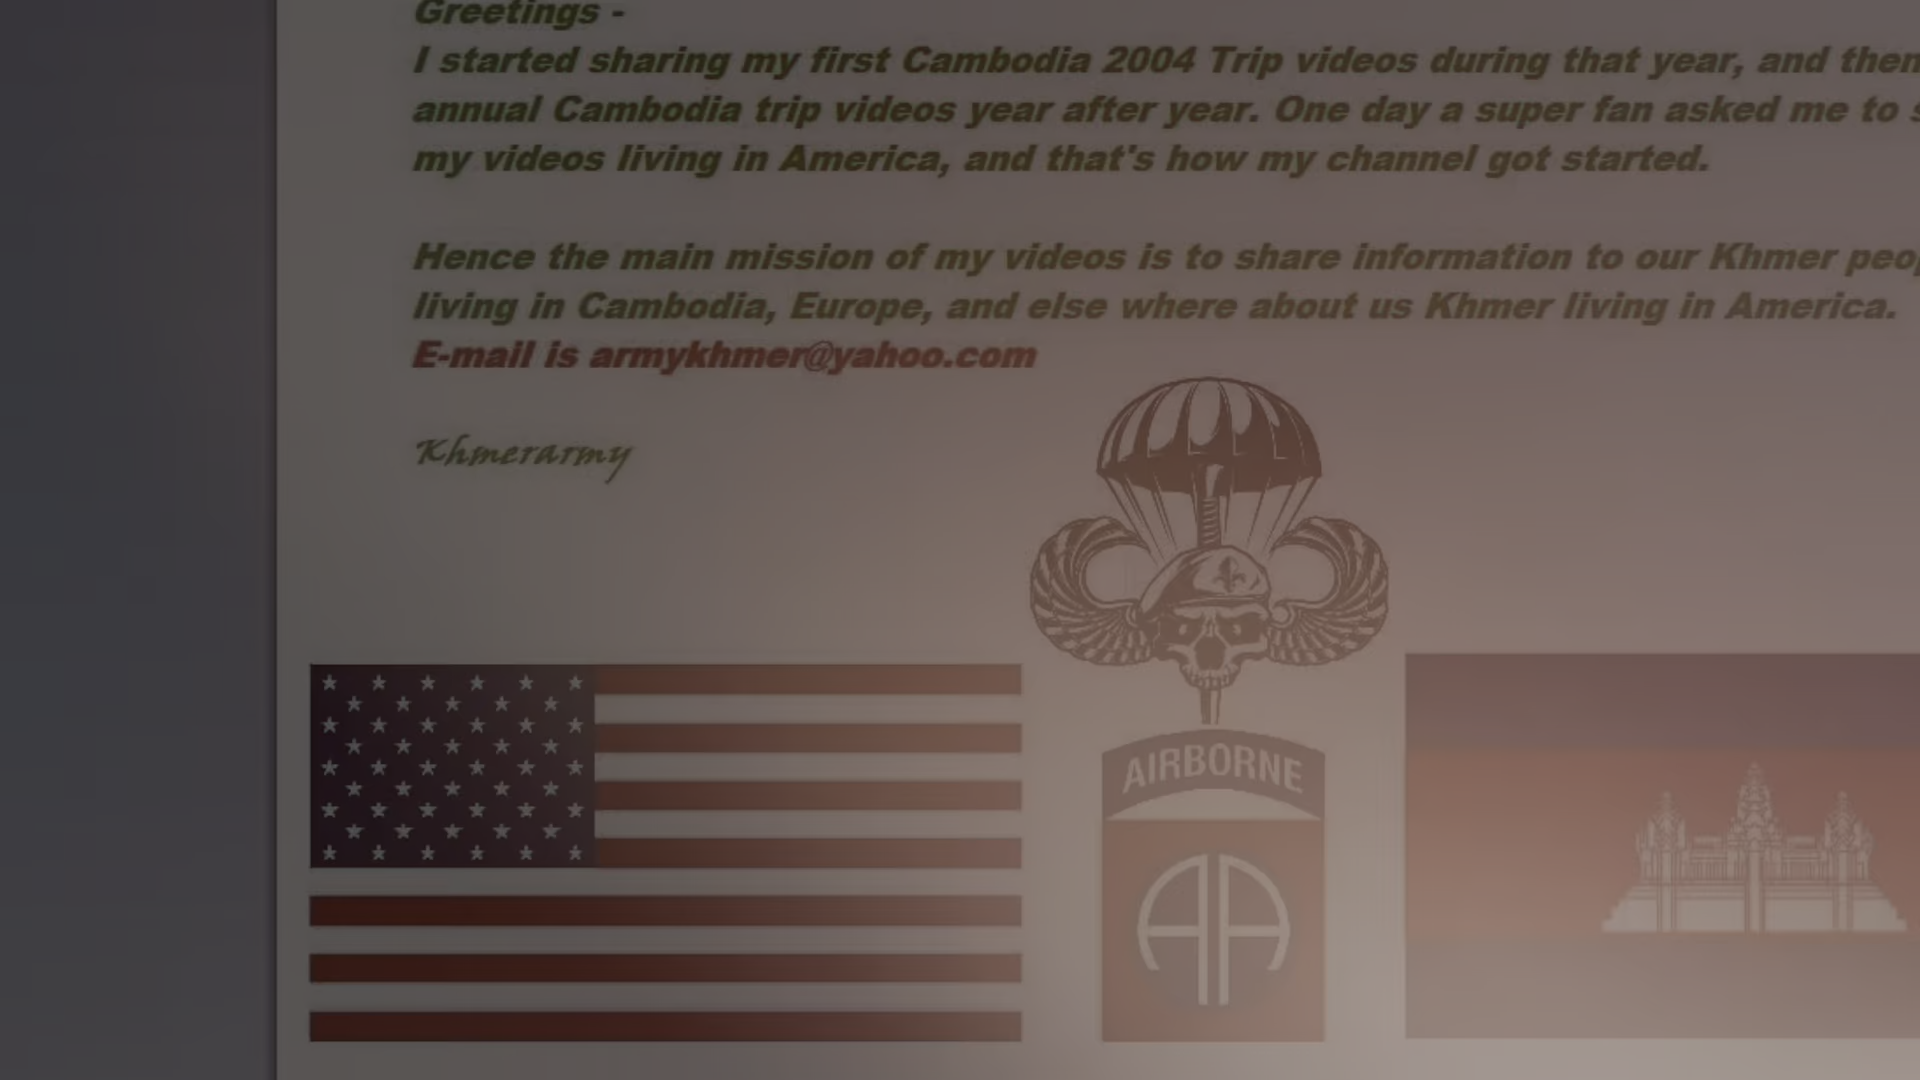 Greetings -
I started sharing my first Cambodia 2004 Trip videos during that year, and then
annual Cambodia trip videos year after year. One day a super fan asked me to
my videos living in America, and that's how my channel got started.
Hence the main mission of my videos is to share information to our Khmer
living in Cambodia, Europe, and else where about us Khmer living in America.
E-mail is armykhmer@yahoo.com
Khmerarmy
AIRBORNE
AA